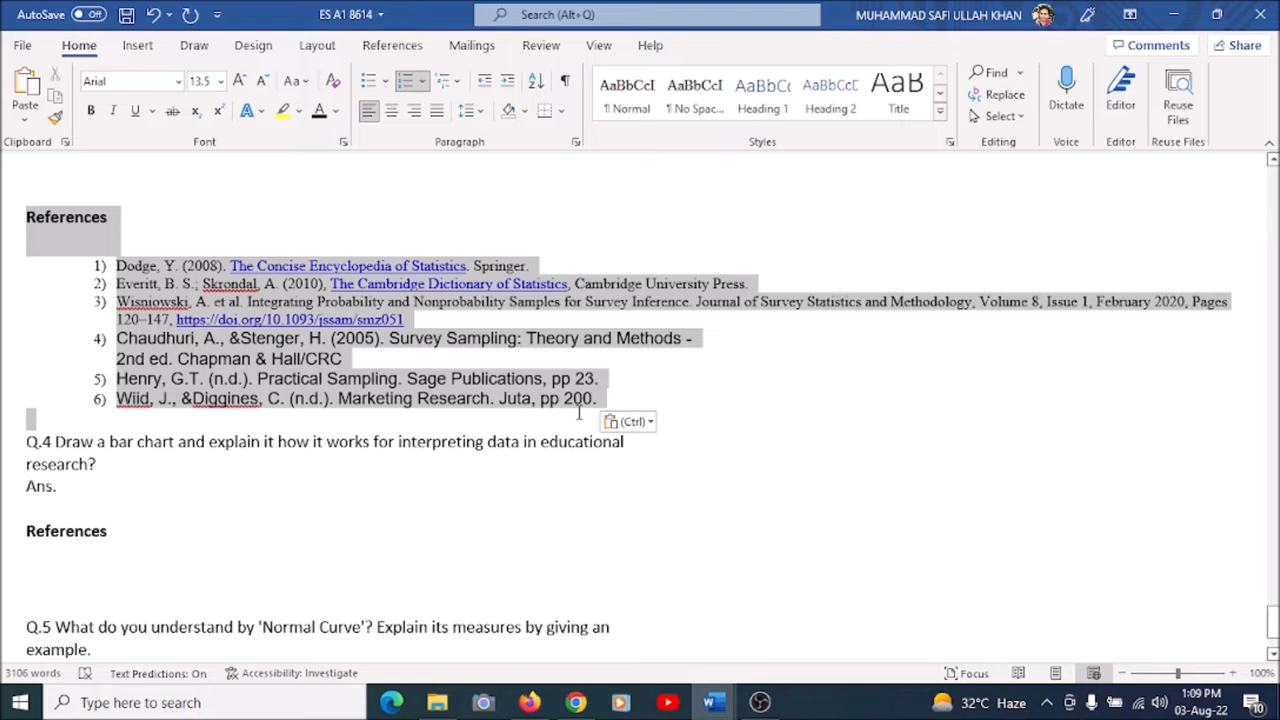 AutoSave Off ES A1 8614 Search (Alt+Q) MUHAMMAD SAFI ULLAH KHAN
File Home Insert Draw Design Layout References Mailings Review View Help Comments Share
Paste Arial 13.5 A A Aa A AaBbCcI AaBbCcI AaBbCc AaBbCcD AaB Find Replace Select Dictate Editor Reuse Files
B I U ab x₂ x² A A ¶ Normal ¶ No Spac... Heading 1 Heading 2 Title
Clipboard Font Paragraph Styles Editing Voice Editor Reuse Files
References
1) Dodge, Y. (2008). The Concise Encyclopedia of Statistics. Springer.
2) Everitt, B. S.; Skrondal, A. (2010), The Cambridge Dictionary of Statistics, Cambridge University Press.
3) Wisniowski, A. et al. Integrating Probability and Nonprobability Samples for Survey Inference. Journal of Survey Statistics and Methodology, Volume 8, Issue 1, February 2020, Pages
120–147, https://doi.org/10.1093/jssam/smz051
4) Chaudhuri, A., &Stenger, H. (2005). Survey Sampling: Theory and Methods -
2nd ed. Chapman & Hall/CRC
5) Henry, G.T. (n.d.). Practical Sampling. Sage Publications, pp 23.
6) Wiid, J., &Diggines, C. (n.d.). Marketing Research. Juta, pp 200.
(Ctrl)
Q.4 Draw a bar chart and explain it how it works for interpreting data in educational
research?
Ans.
References
Q.5 What do you understand by 'Normal Curve'? Explain its measures by giving an
example.
3106 words Text Predictions: On Accessibility: Investigate Focus 100%
Type here to search 32°C Haze 1:09 PM
03-Aug-22 10